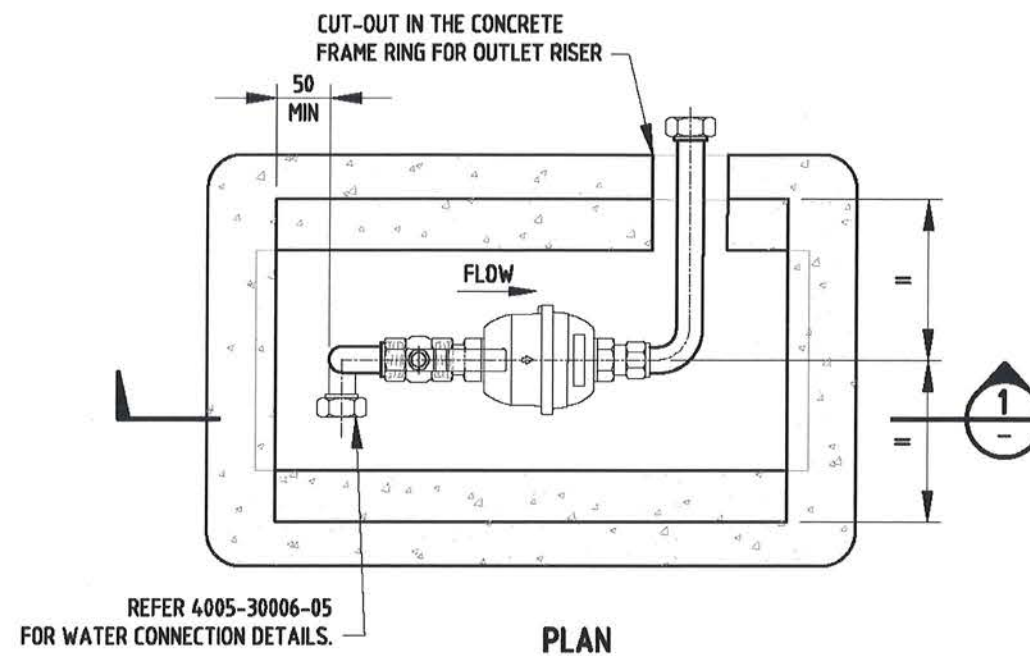 CUT-OUT IN THE CONCRETE
FRAME RING FOR OUTLET RISER
50
MIN
FLOW
=
=
1
-
REFER 4005-30006-05
FOR WATER CONNECTION DETAILS.
PLAN